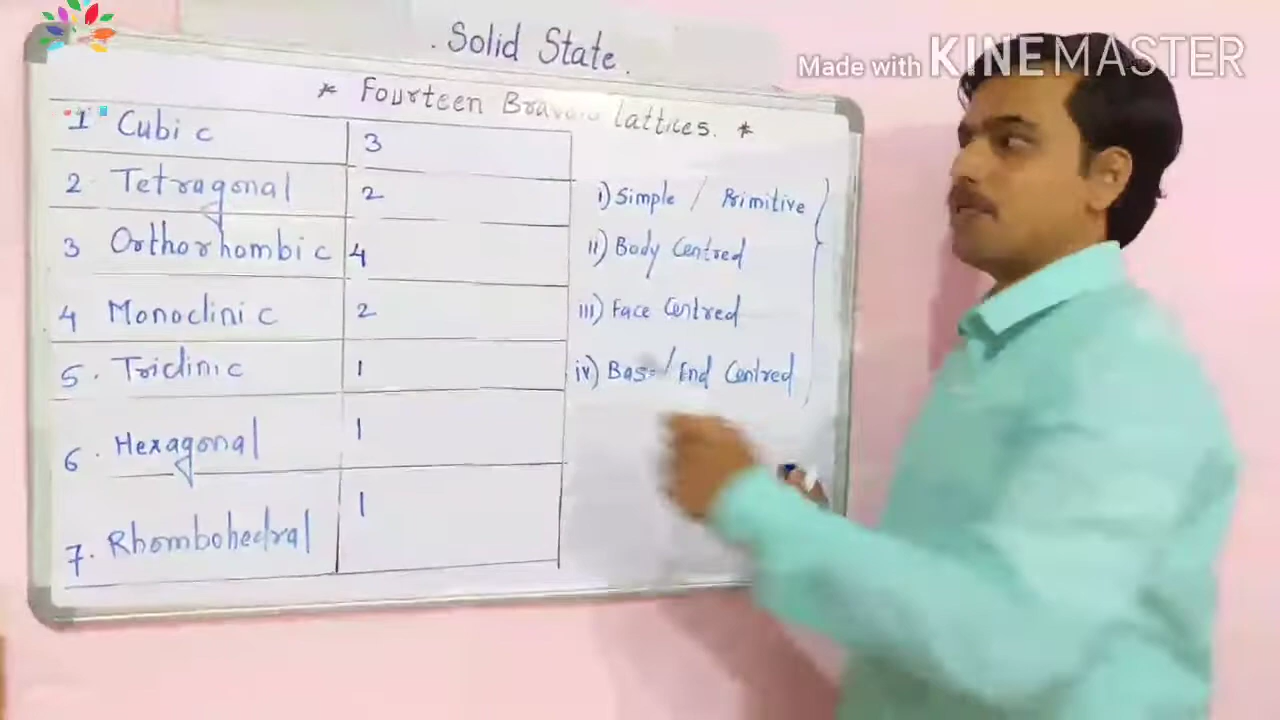 Solid State.
Made with KINEMASTER
* Fourteen Bravais lattices. *
1 Cubic 3
2. Tetragonal 2
3 Orthorhombic 4
4 Monoclinic 2
5. Triclinic 1
6. Hexagonal 1
7. Rhombohedral 1
i) Simple / Primitive
ii) Body Centred
iii) Face Centred
iv) Base/ End Centred